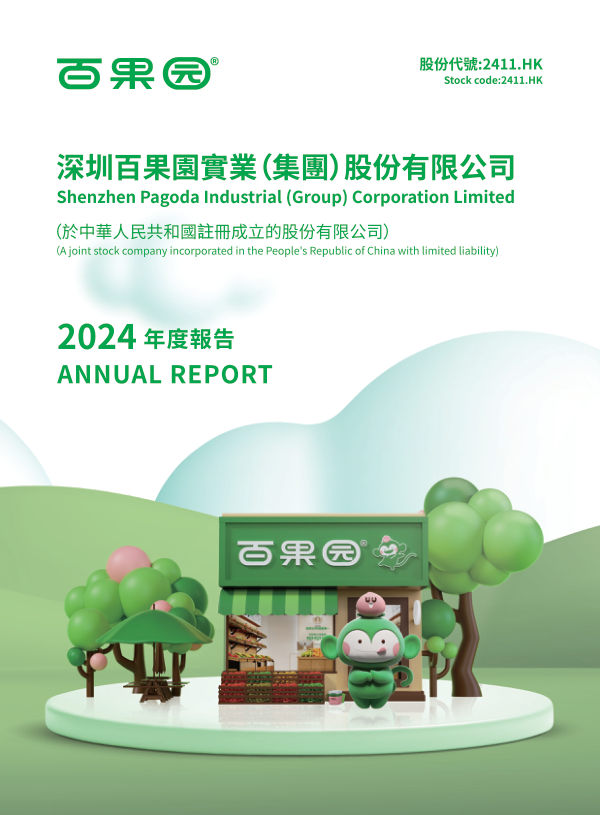 百果园®
股份代號:2411.HK
Stock code:2411.HK
深圳百果園實業(集團)股份有限公司
Shenzhen Pagoda Industrial (Group) Corporation Limited
(於中華人民共和國註冊成立的股份有限公司)
(A joint stock company incorporated in the People's Republic of China with limited liability)
2024 年度報告
ANNUAL REPORT
百果园®